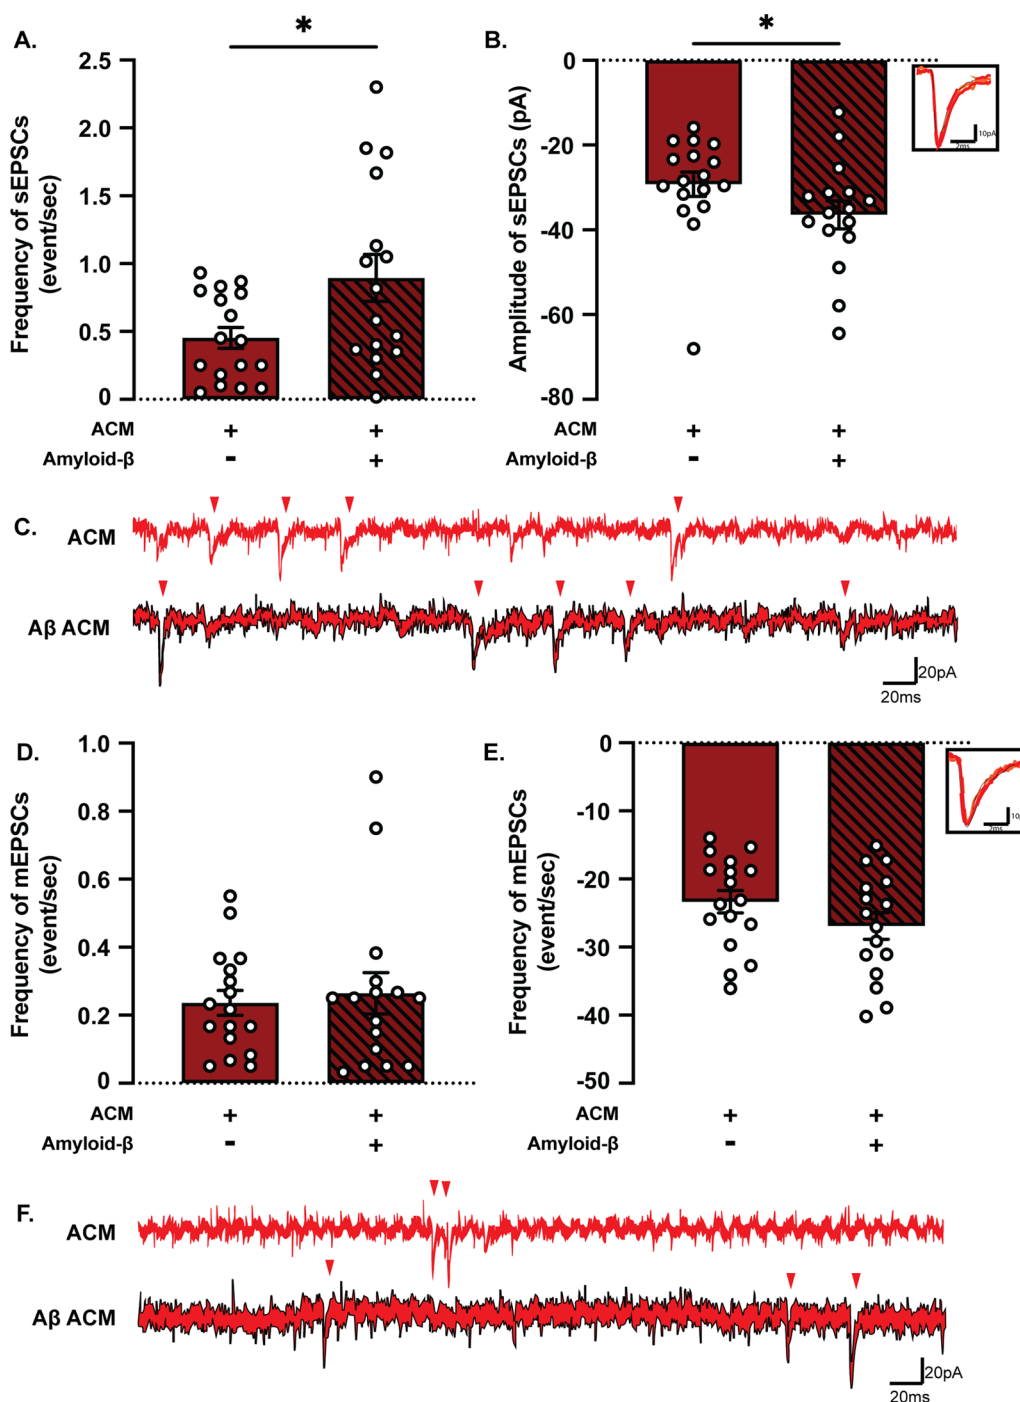 A.
*
Frequency of sEPSCs
(event/sec)
2.5
2.0
1.5
1.0
0.5
0
ACM + +
Amyloid-β - +
B.
*
Amplitude of sEPSCs (pA)
0
-20
-40
-60
-80
10pA
2ms
ACM + +
Amyloid-β - +
C.
ACM
Aβ ACM
20pA
20ms
D.
Frequency of mEPSCs
(event/sec)
1.0
0.8
0.6
0.4
0.2
0
ACM + +
Amyloid-β - +
E.
Frequency of mEPSCs
(event/sec)
0
-10
-20
-30
-40
-50
10p
2ms
ACM + +
Amyloid-β - +
F.
ACM
Aβ ACM
20pA
20ms